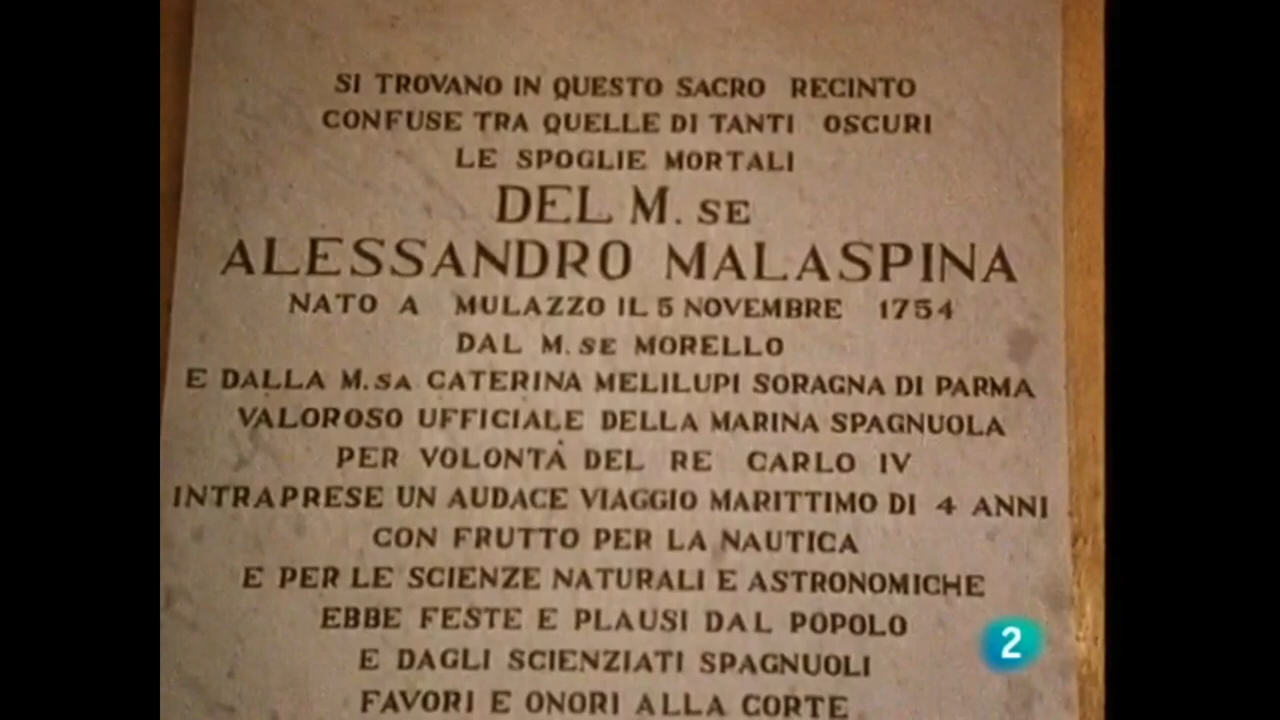 SI TROVANO IN QUESTO SACRO RECINTO
CONFUSE TRA QUELLE DI TANTI OSCURI
LE SPOGLIE MORTALI
DEL M. SE
ALESSANDRO MALASPINA
NATO A MULAZZO IL 5 NOVEMBRE 1754
DAL M. SE MORELLO
E DALLA M. SA CATERINA MELILUPI SORAGNA DI PARMA
VALOROSO UFFICIALE DELLA MARINA SPAGNUOLA
PER VOLONTÀ DEL RE CARLO IV
INTRAPRESE UN AUDACE VIAGGIO MARITTIMO DI 4 ANNI
CON FRUTTO PER LA NAUTICA
E PER LE SCIENZE NATURALI E ASTRONOMICHE
EBBE FESTE E PLAUSI DAL POPOLO
E DAGLI SCIENZIATI SPAGNUOLI
FAVORI E ONORI ALLA CORTE
2